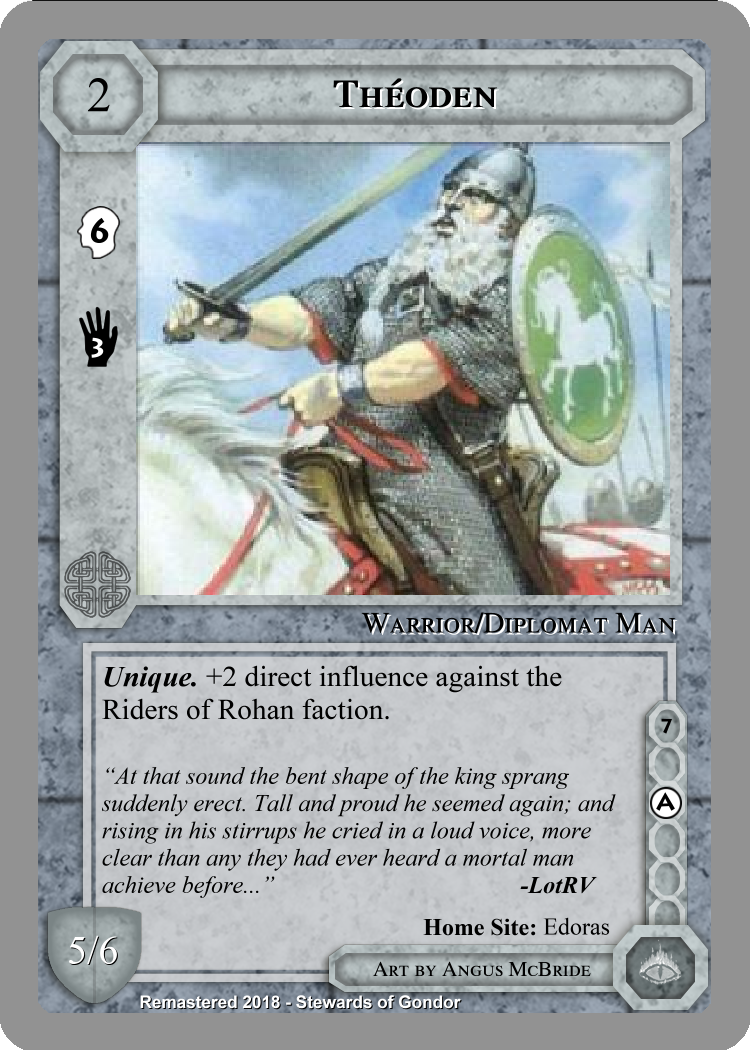 2
Théoden
6
3
Warrior/Diplomat Man
Unique. +2 direct influence against the
Riders of Rohan faction.
7
“At that sound the bent shape of the king sprang
suddenly erect. Tall and proud he seemed again; and
A
rising in his stirrups he cried in a loud voice, more
clear than any they had ever heard a mortal man
achieve before...” -LotRV
Home Site: Edoras
5/6
Art by Angus McBride
Remastered 2018 - Stewards of Gondor